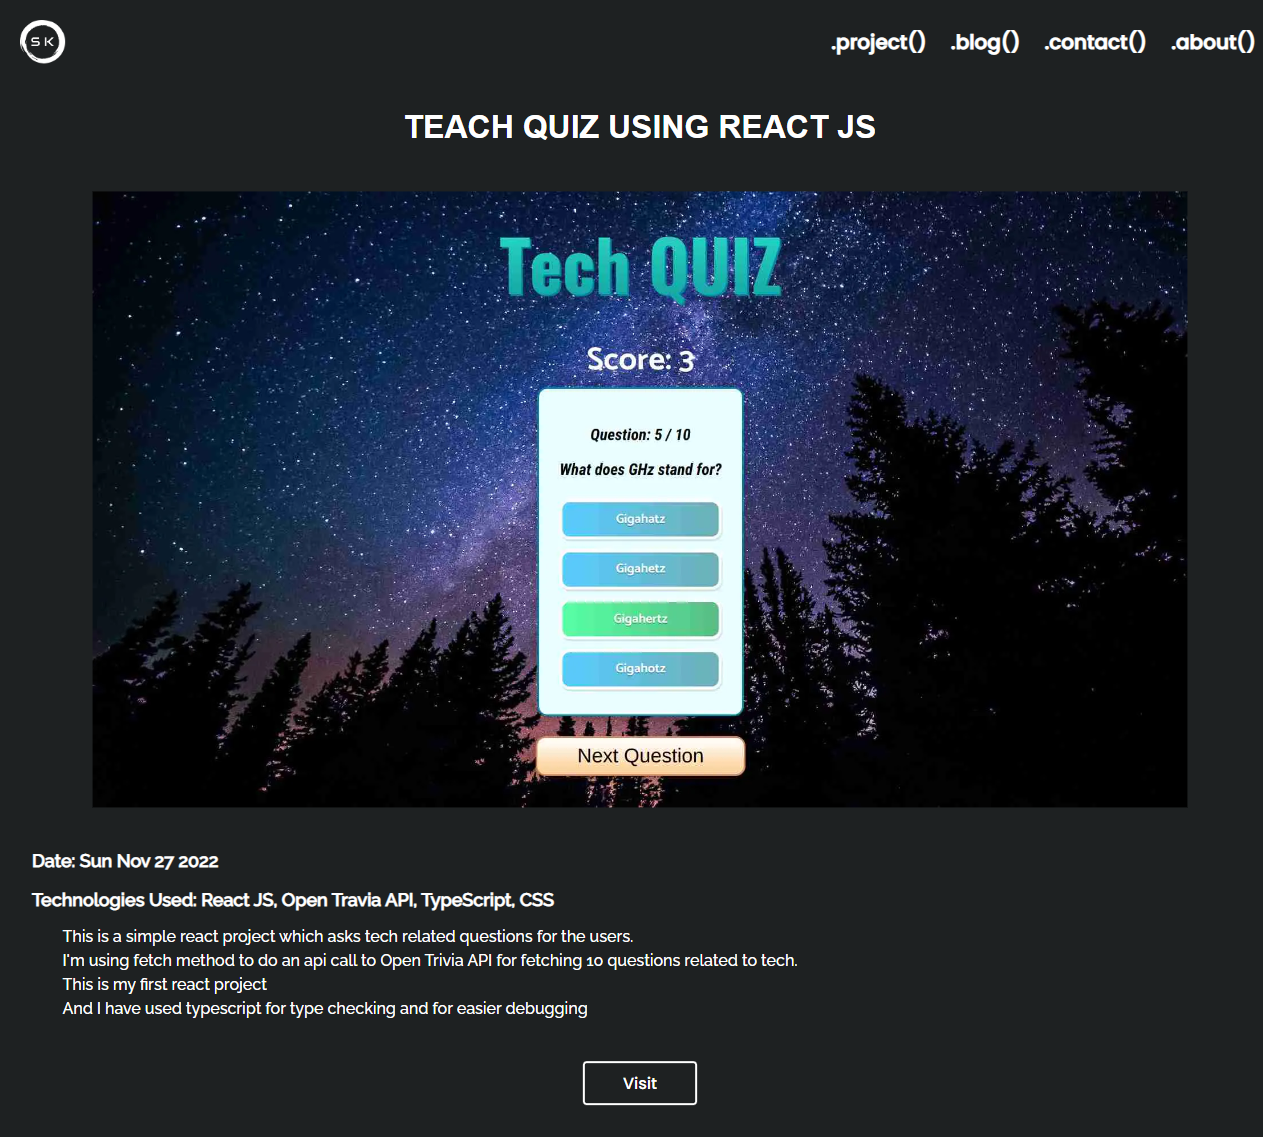 SK
.project() .blog() .contact() .about()
TEACH QUIZ USING REACT JS
Tech QUIZ
Score: 3
Question: 5 / 10
What does GHz stand for?
Gigahatz
Gigahetz
Gigahertz
Gigahotz
Next Question
Date: Sun Nov 27 2022
Technologies Used: React JS, Open Travia API, TypeScript, CSS
This is a simple react project which asks tech related questions for the users.
I'm using fetch method to do an api call to Open Trivia API for fetching 10 questions related to tech.
This is my first react project
And I have used typescript for type checking and for easier debugging
Visit